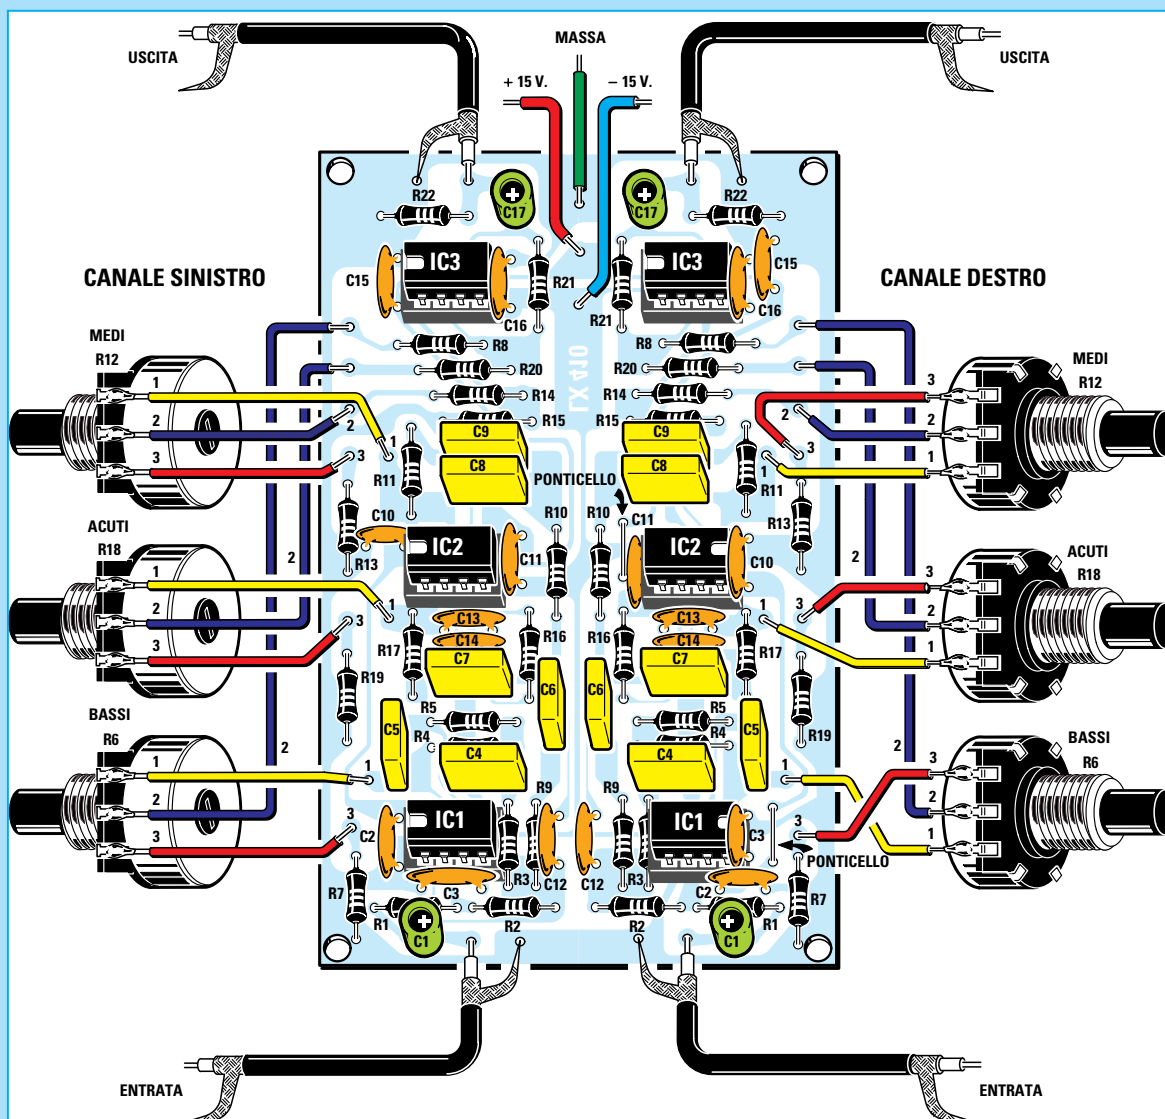 USCITA
MASSA
USCITA
+ 15 V.
– 15 V.
R22
C17
C17
R22
CANALE SINISTRO
CANALE DESTRO
IC3
IC3
C15
C15
R21
R21
C16
C16
MEDI
R12
MEDI
R12
R8
R8
R20
R20
R14
R14
R15
R15
LX 410
1
2
3
1
2
3
3
2
1
2
3
1
C9
C9
C8
C8
R11
R11
PONTICELLO
C10
R10
R10
C11
R13
R13
IC2
IC2
C11
C10
ACUTI
R18
ACUTI
R18
1
2
3
2
1
3
2
3
2
1
1
3
C13
C13
C14
C14
R16
R16
R17
R17
C7
C7
R19
R19
C6
C6
R5
R5
C5
C5
R4
R4
C4
C4
BASSI
R6
BASSI
R6
1
2
3
2
1
3
2
3
2
1
1
3
R9
R9
IC1
IC1
C2
C3
PONTICELLO
R3
R3
C12
C12
C3
C2
R7
R7
R1
R1
C1
C1
R2
R2
ENTRATA
ENTRATA